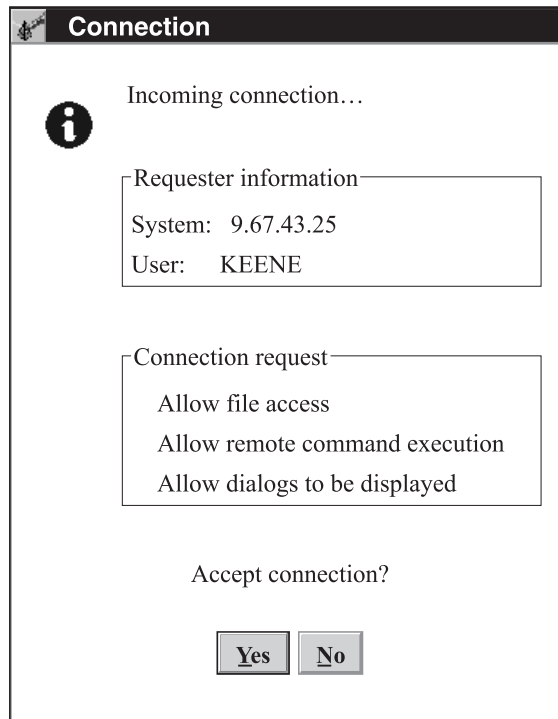 Connection
Incoming connection…
Requester information
System: 9.67.43.25
User: KEENE
Connection request
Allow file access
Allow remote command execution
Allow dialogs to be displayed
Accept connection?
Yes No